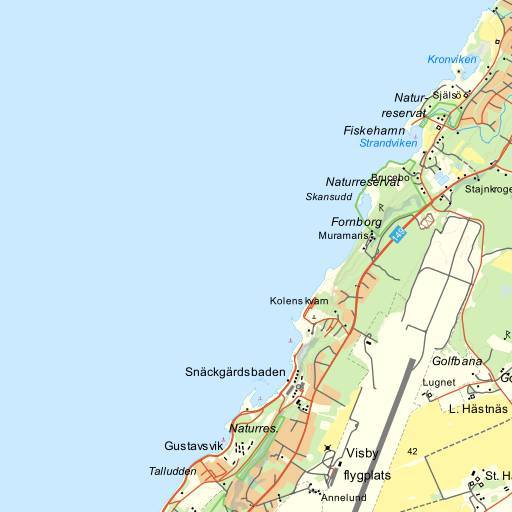 Kronviken
Själsö
Natur-
reservat
Fiskehamn
Strandviken
Brucebo
Naturreservat
Skansudd
Stajnkroge
Fornborg
Muramaris
149
Kolens kvarn
Golfbana
Snäckgärdsbaden
Lugnet
L. Hästnäs
Naturres.
Gustavsvik
Visby
flygplats
42
Talludden
St. H
Annelund